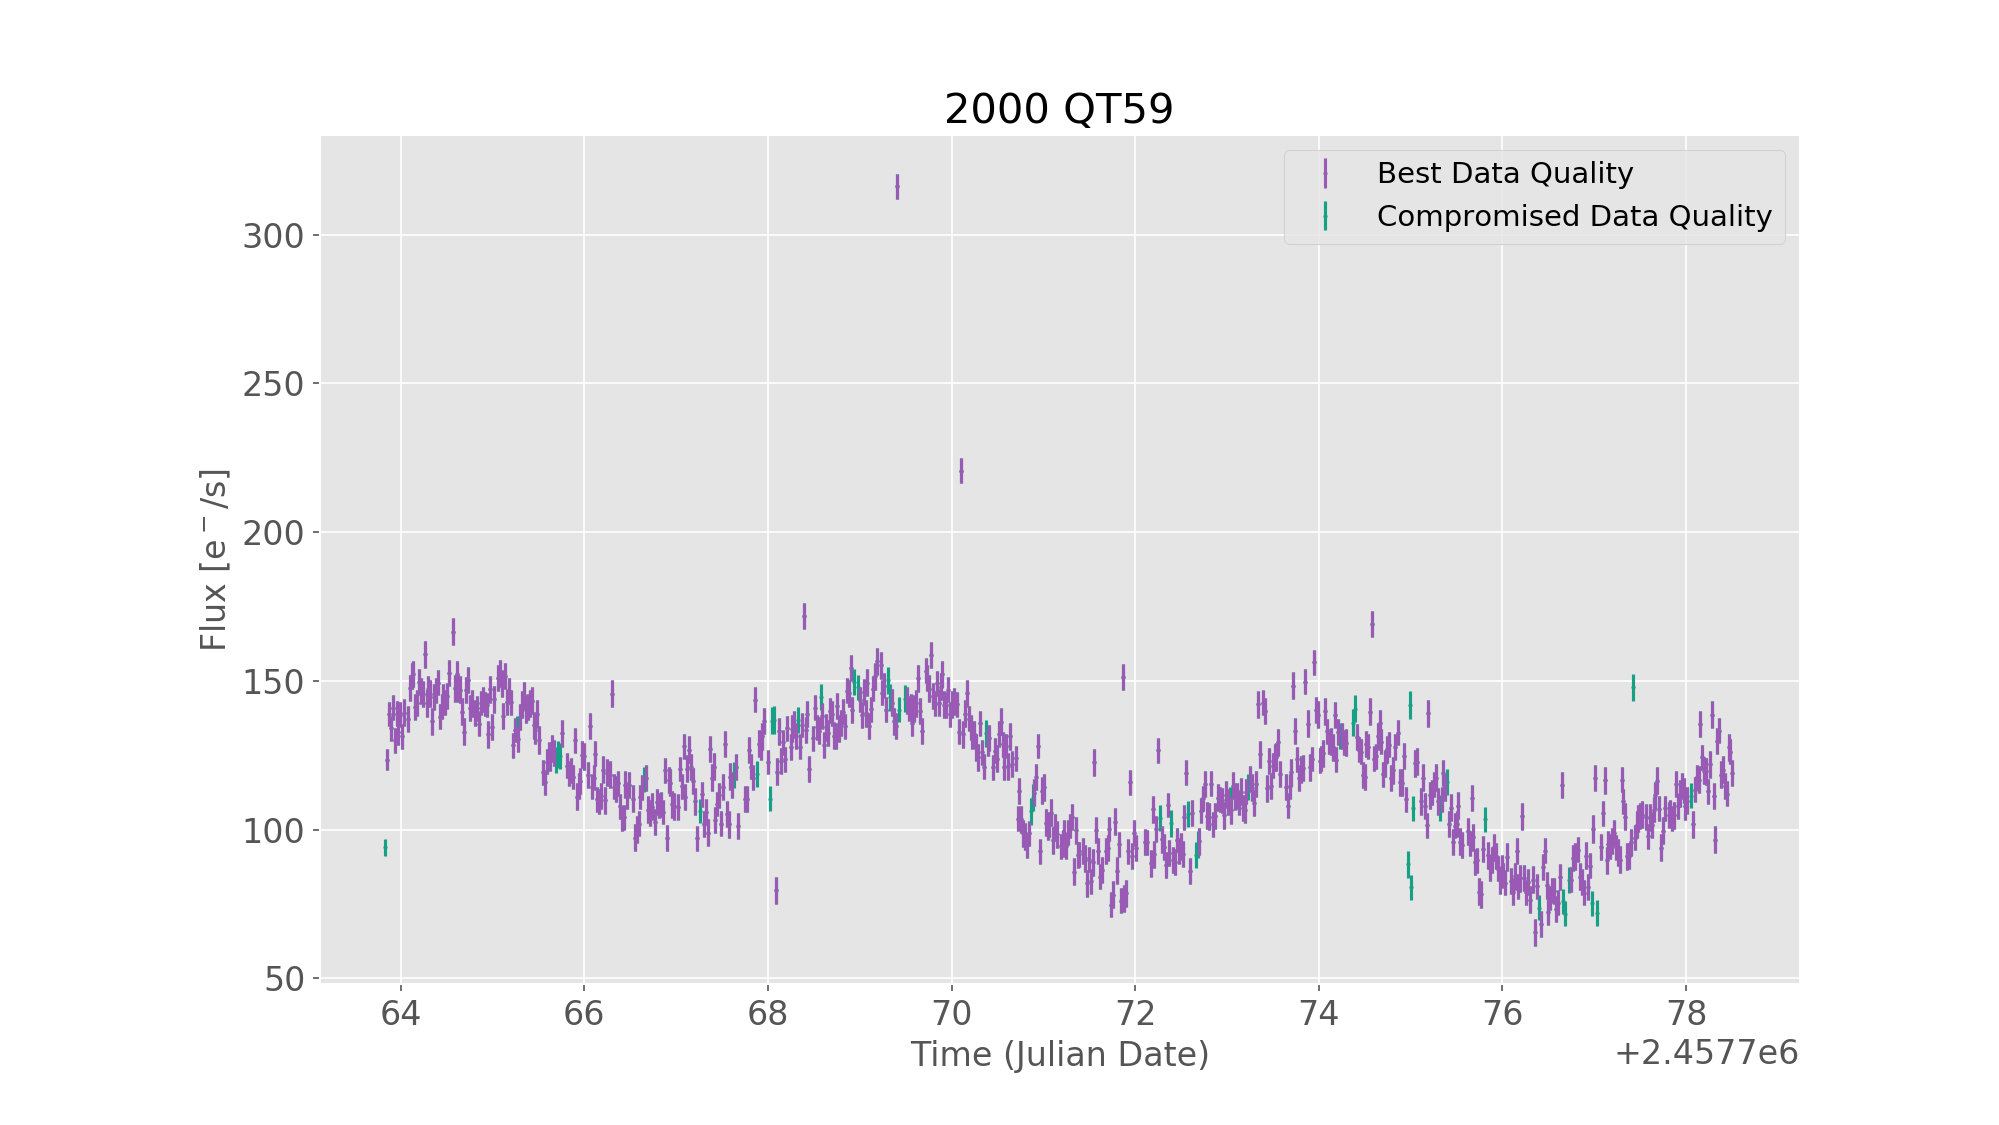 2000 QT59
Best Data Quality
Compromised Data Quality
300
250
200
150
100
50
Flux [e⁻/s]
64 66 68 70 72 74 76 78
Time (Julian Date)
+2.4577e6